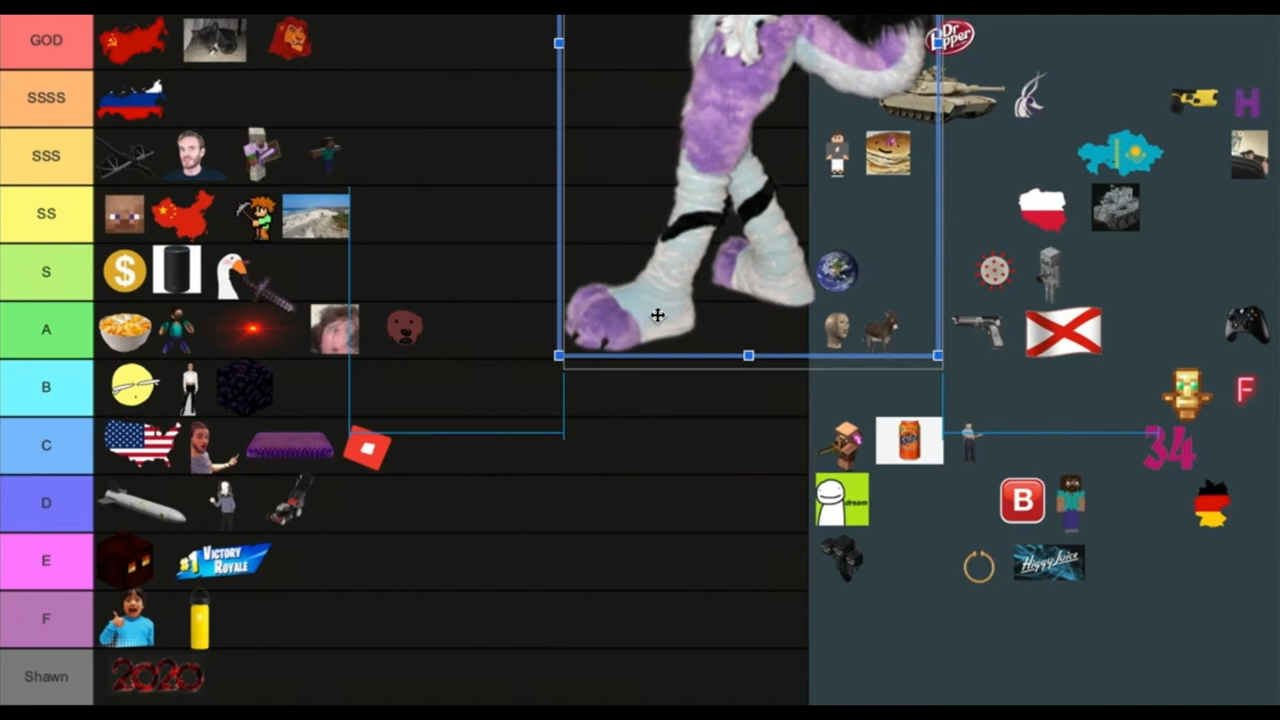 GOD
Dr
Pepper
SSSS
H
SSS
SS
S
$
A
B
F
C
34
D
dream
B
E
#1 VICTORY
ROYALE
HiggyJuice
F
Shawn
2020